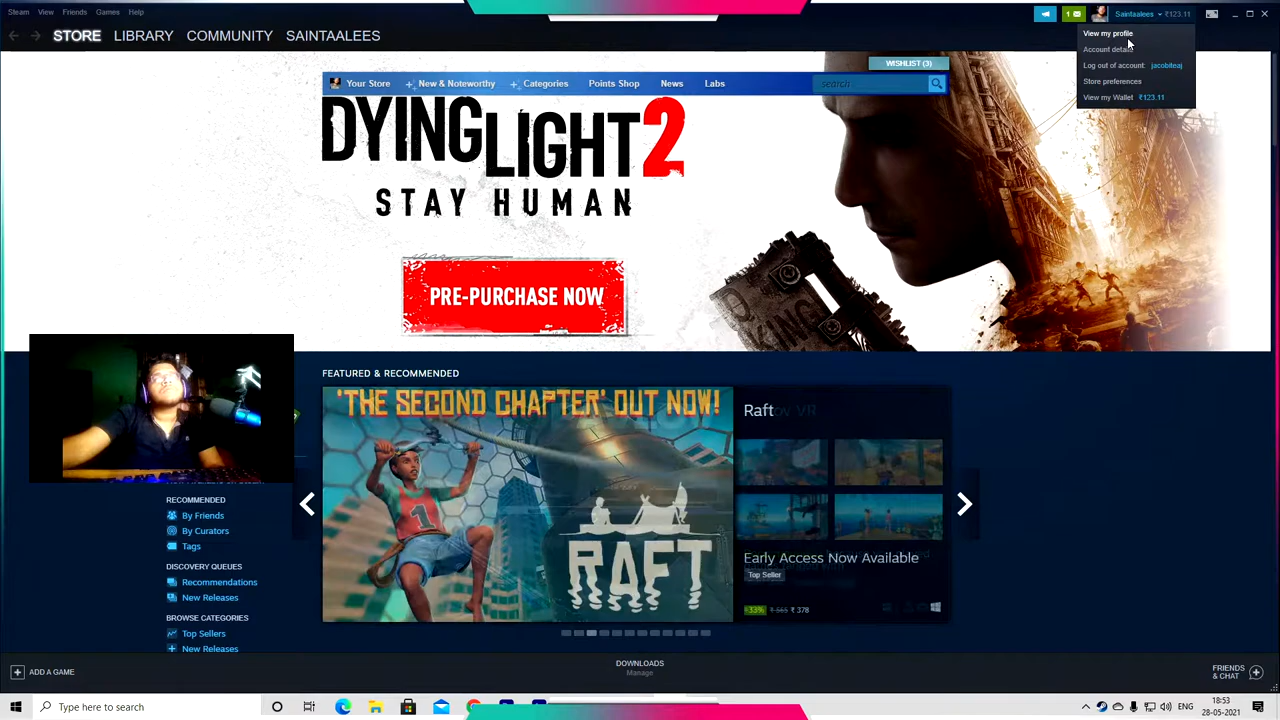 Steam View Friends Games Help
1 Saintaalees ₹123.11
STORE LIBRARY COMMUNITY SAINTAALEES
View my profile
Account details
Log out of account: jacobiteaj
Store preferences
View my Wallet ₹123.11
WISHLIST (3)
Your Store New & Noteworthy Categories Points Shop News Labs search
DYING LIGHT 2
STAY HUMAN
PRE-PURCHASE NOW
FEATURED & RECOMMENDED
'THE SECOND CHAPTER' OUT NOW!
1
RAFT
Raft
Early Access Now Available
Top Seller
-33% ₹ 565 ₹ 378
RECOMMENDED
By Friends
By Curators
Tags
DISCOVERY QUEUES
Recommendations
New Releases
BROWSE CATEGORIES
Top Sellers
New Releases
ADD A GAME
DOWNLOADS
Manage
FRIENDS
& CHAT
Type here to search
ENG
18:53
28-05-2021